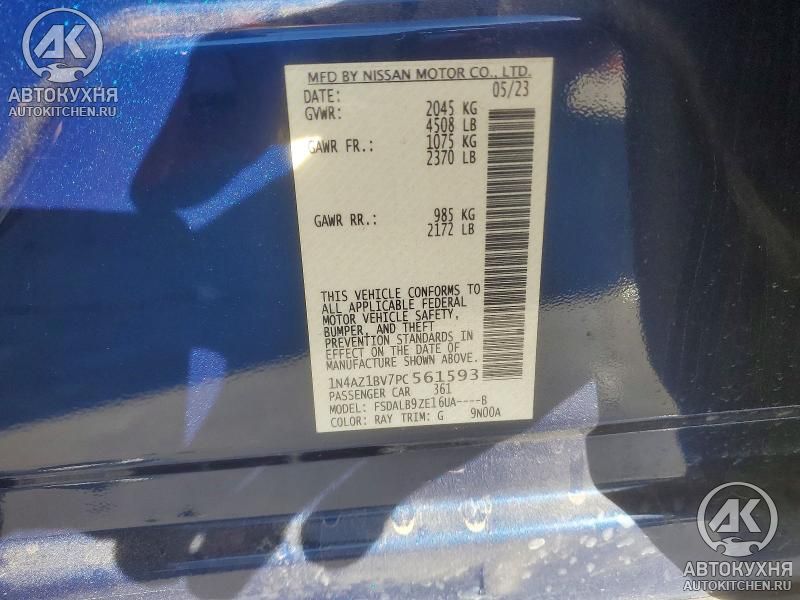 АК
АВТОКУХНЯ
AUTOKITCHEN.RU
MFD BY NISSAN MOTOR CO., LTD.
DATE: 05/23
GVWR: 2045 KG
4508 LB
GAWR FR.: 1075 KG
2370 LB
GAWR RR.: 985 KG
2172 LB
THIS VEHICLE CONFORMS TO
ALL APPLICABLE FEDERAL
MOTOR VEHICLE SAFETY,
BUMPER, AND THEFT
PREVENTION STANDARDS IN
EFFECT ON THE DATE OF
MANUFACTURE SHOWN ABOVE.
1N4AZ1BV7PC561593
PASSENGER CAR 361
MODEL: FSDALB9ZE16UA----B
COLOR: RAY TRIM: G 9N00A
АК
АВТОКУХНЯ
AUTOKITCHEN.RU